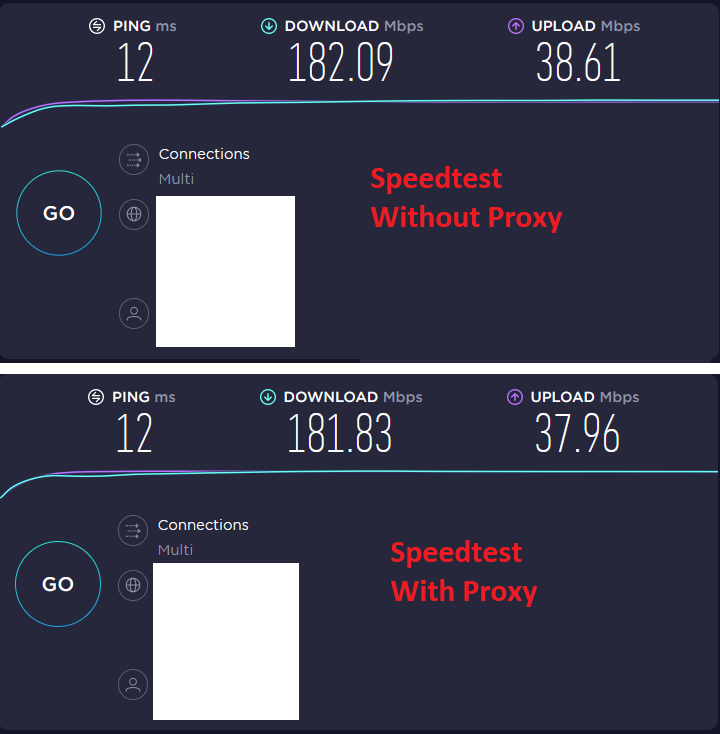 PING ms DOWNLOAD Mbps UPLOAD Mbps
12 182.09 38.61
Connections
Multi
GO
Speedtest
Without Proxy
PING ms DOWNLOAD Mbps UPLOAD Mbps
12 181.83 37.96
Connections
Multi
GO
Speedtest
With Proxy